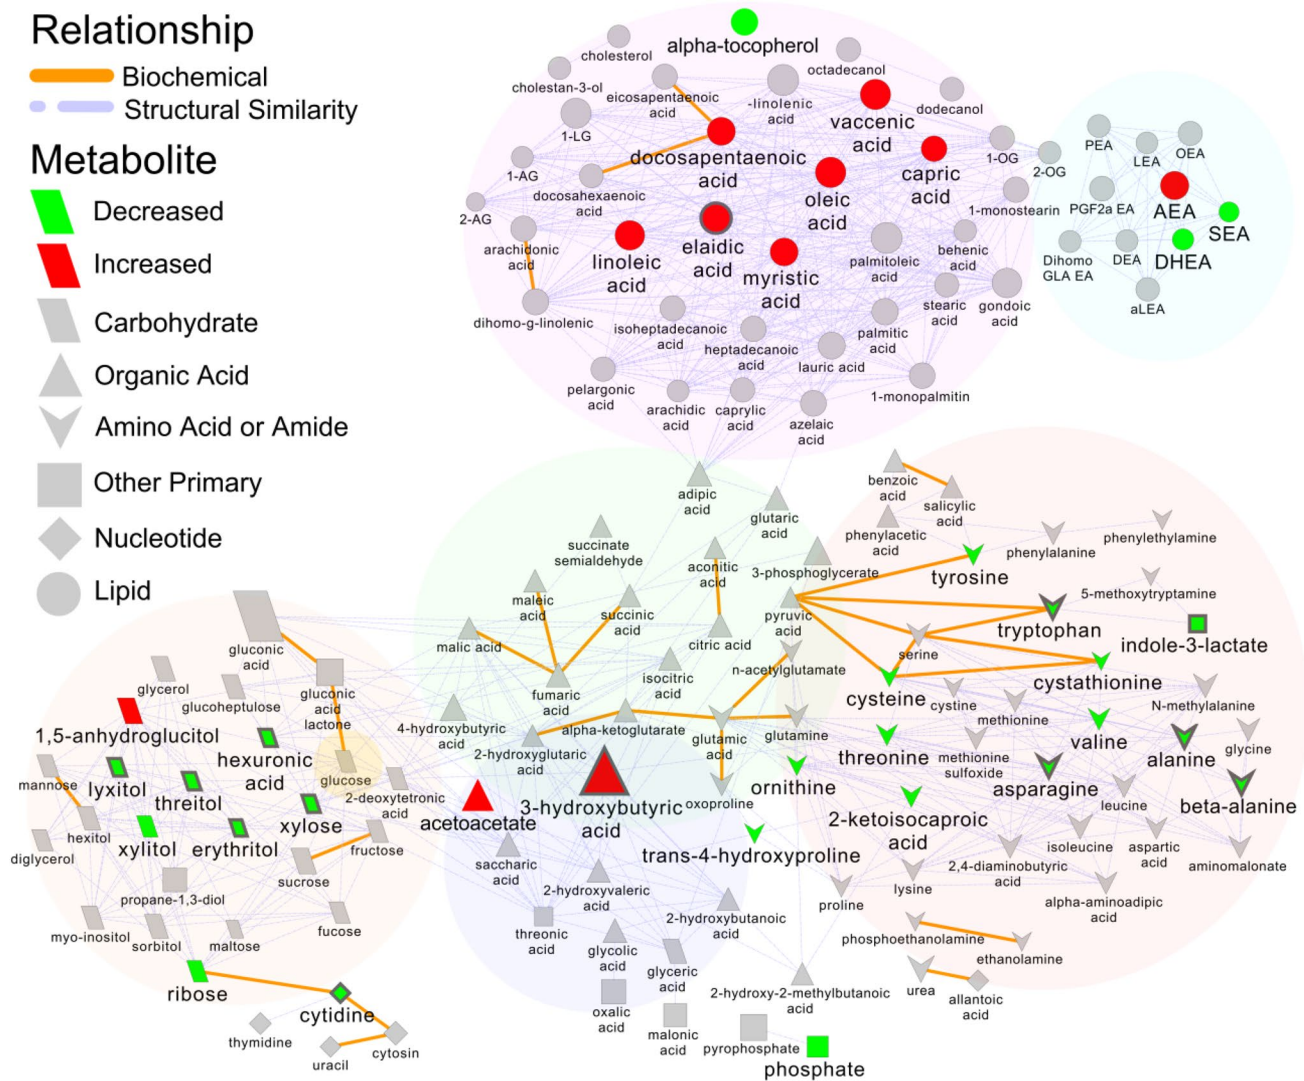 Relationship
Biochemical
Structural Similarity
Metabolite
Decreased
Increased
Carbohydrate
Organic Acid
Amino Acid or Amide
Other Primary
Nucleotide
Lipid
alpha-tocopherol
cholesterol
octadecanol
cholestan-3-ol
eicosapentaenoic
acid
-linolenic
acid
dodecanol
1-LG
vaccenic
acid
docosapentaenoic
acid
capric
acid
1-OG
2-OG
1-AG
docosahexaenoic
acid
oleic
acid
1-monostearin
2-AG
arachidonic
acid
linoleic
acid
elaidic
acid
myristic
acid
palmitoleic
acid
behenic
acid
dihomo-g-linolenic
isoheptadecanoic
acid
heptadecanoic
acid
palmitic
acid
stearic
acid
gondoic
acid
lauric acid
pelargonic
acid
arachidic
acid
caprylic
acid
azelaic
acid
1-monopalmitin
PEA
LEA
OEA
PGF2a EA
AEA
SEA
Dihomo
GLA EA
DEA
DHEA
aLEA
adipic
acid
glutaric
acid
succinate
semialdehyde
aconitic
acid
3-phosphoglycerate
maleic
acid
succinic
acid
pyruvic
acid
malic acid
citric acid
n-acetylglutamate
isocitric
acid
fumaric
acid
4-hydroxybutyric
acid
2-hydroxyglutaric
acid
alpha-ketoglutarate
glutamic
acid
glutamine
oxoproline
acetoacetate
3-hydroxybutyric
acid
benzoic
acid
salicylic
acid
phenylacetic
acid
phenylalanine
phenylethylamine
tyrosine
5-methoxytryptamine
tryptophan
indole-3-lactate
serine
cysteine
cystathionine
cystine
methionine
N-methylalanine
threonine
methionine
sulfoxide
valine
alanine
glycine
ornithine
asparagine
leucine
beta-alanine
2-ketoisocaproic
acid
trans-4-hydroxyproline
isoleucine
aspartic
acid
aminomalonate
2,4-diaminobutyric
acid
lysine
proline
alpha-aminoadipic
acid
phosphoethanolamine
ethanolamine
urea
allantoic
acid
gluconic
acid
glycerol
glucoheptulose
gluconic
acid
lactone
1,5-anhydroglucitol
hexuronic
acid
glucose
mannose
lyxitol
threitol
xylose
2-deoxytetronic
acid
hexitol
xylitol
erythritol
fructose
diglycerol
sucrose
propane-1,3-diol
myo-inositol
sorbitol
maltose
fucose
ribose
cytidine
thymidine
uracil
cytosin
saccharic
acid
2-hydroxyvaleric
acid
2-hydroxybutanoic
acid
threonic
acid
glycolic
acid
glyceric
acid
2-hydroxy-2-methylbutanoic
acid
oxalic
acid
malonic
acid
pyrophosphate
phosphate